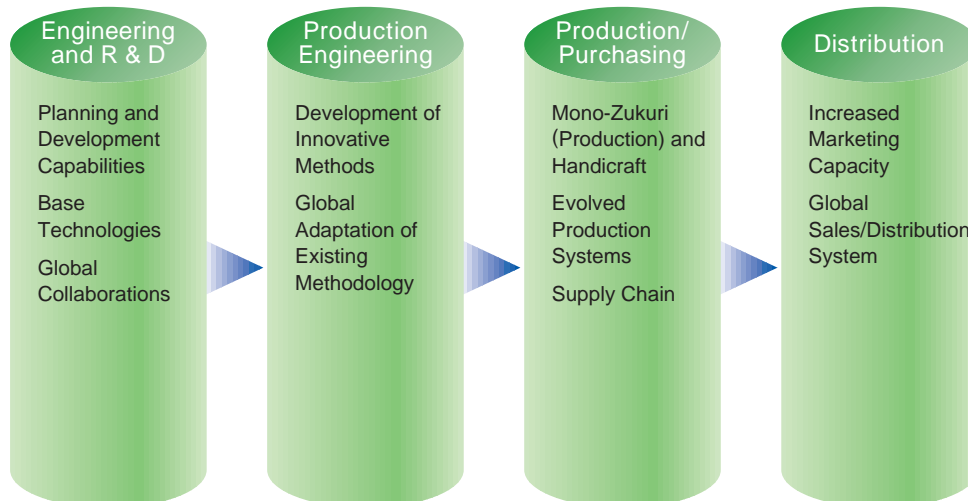 Engineering
and R & D
Planning and
Development
Capabilities
Base
Technologies
Global
Collaborations
Production
Engineering
Development of
Innovative
Methods
Global
Adaptation of
Existing
Methodology
Production/
Purchasing
Mono-Zukuri
(Production) and
Handicraft
Evolved
Production
Systems
Supply Chain
Distribution
Increased
Marketing
Capacity
Global
Sales/Distribution
System